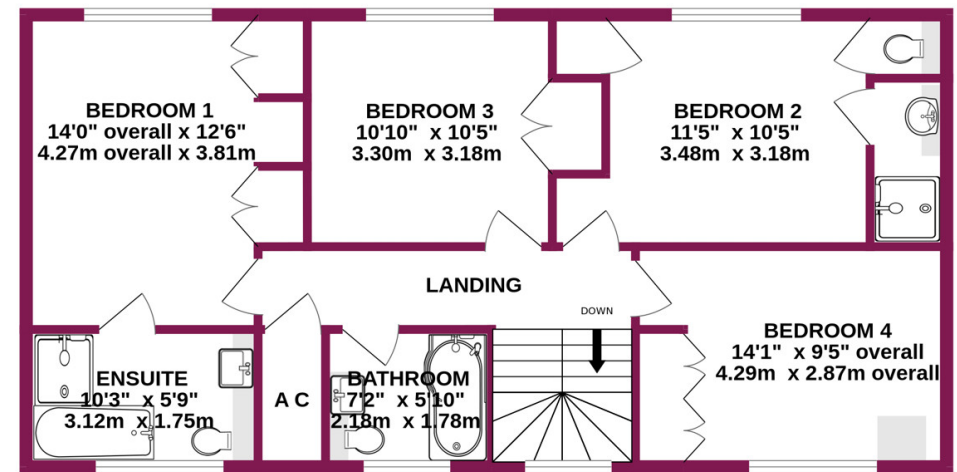 BEDROOM 1
14'0" overall x 12'6"
4.27m overall x 3.81m
BEDROOM 3
10'10" x 10'5"
3.30m x 3.18m
BEDROOM 2
11'5" x 10'5"
3.48m x 3.18m
LANDING
DOWN
BEDROOM 4
14'1" x 9'5" overall
4.29m x 2.87m overall
ENSUITE
10'3" x 5'9"
3.12m x 1.75m
A C
BATHROOM
7'2" x 5'10"
2.18m x 1.78m